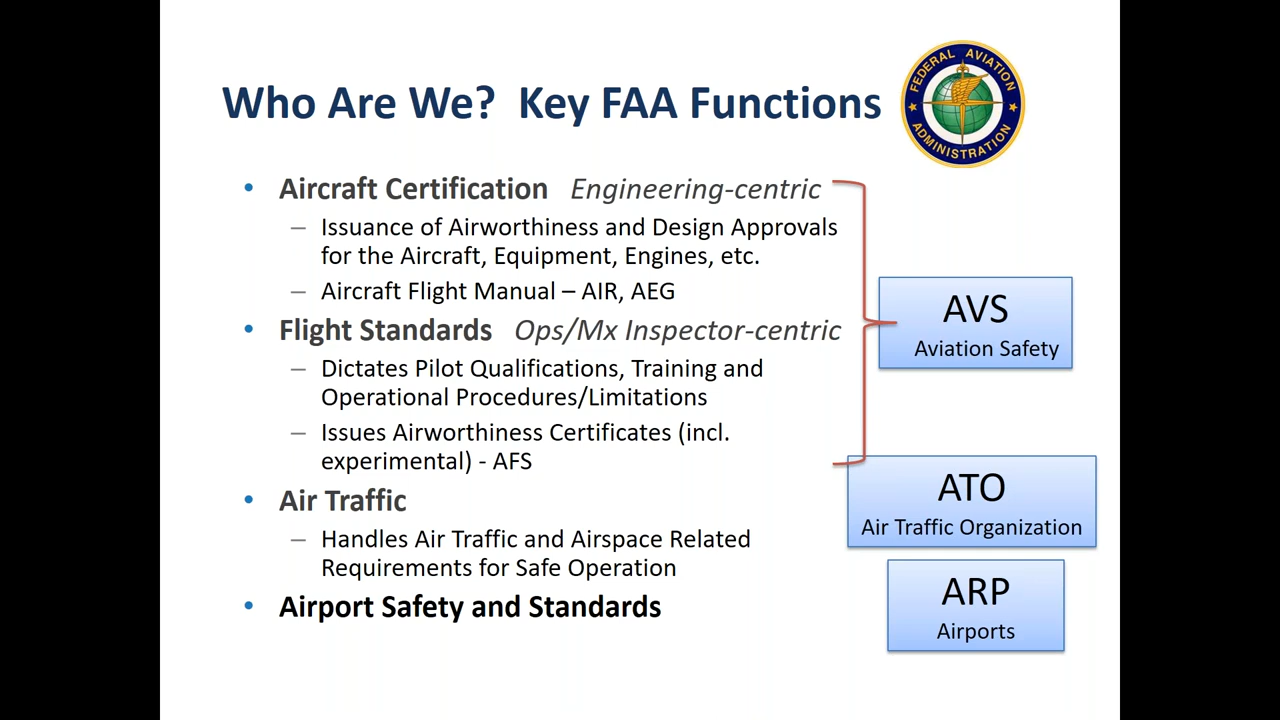 Who Are We?  Key FAA Functions
FEDERAL AVIATION
ADMINISTRATION
• Aircraft Certification   Engineering-centric
– Issuance of Airworthiness and Design Approvals
for the Aircraft, Equipment, Engines, etc.
– Aircraft Flight Manual – AIR, AEG
• Flight Standards   Ops/Mx Inspector-centric
– Dictates Pilot Qualifications, Training and
Operational Procedures/Limitations
– Issues Airworthiness Certificates (incl.
experimental) - AFS
• Air Traffic
– Handles Air Traffic and Airspace Related
Requirements for Safe Operation
• Airport Safety and Standards
AVS
Aviation Safety
ATO
Air Traffic Organization
ARP
Airports